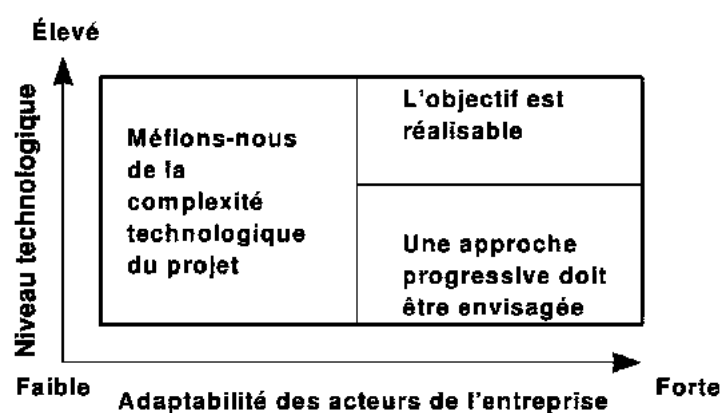 Élevé
Niveau technologique
Méfions-nous
de la
complexité
technologique
du projet
L'objectif est
réalisable
Une approche
progressive doit
être envisagée
Faible
Adaptabilité des acteurs de l'entreprise
Forte